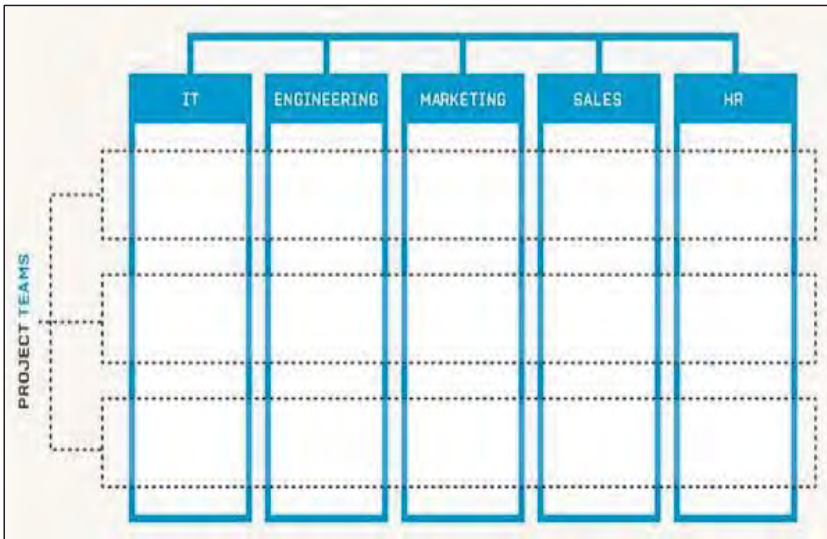 IT
ENGINEERING
MARKETING
SALES
HR
PROJECT TEAMS